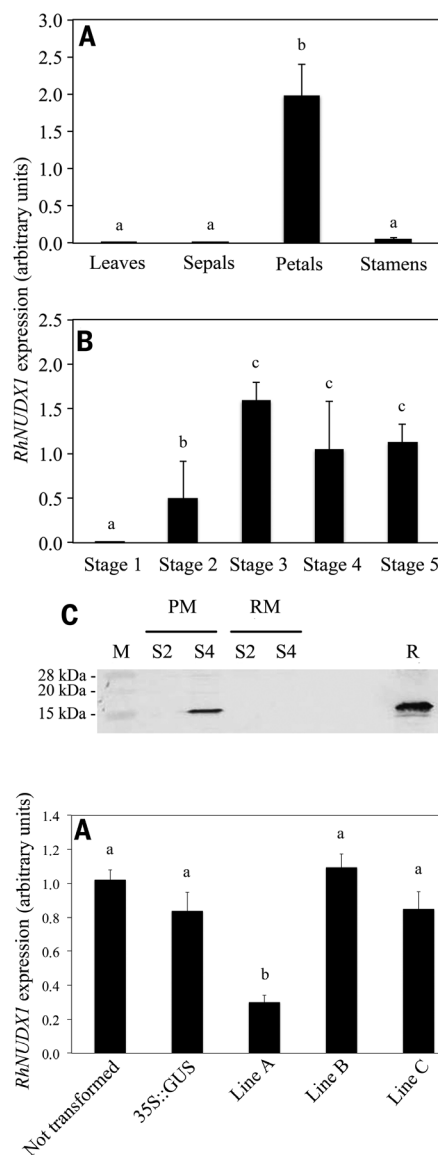 A
RhNUDX1 expression (arbitrary units)
3.0
2.5
2.0
1.5
1.0
0.5
0.0
a
a
b
a
Leaves Sepals Petals Stamens
B
2.5
2.0
1.5
1.0
0.5
0.0
a
b
c
c
c
Stage 1 Stage 2 Stage 3 Stage 4 Stage 5
C
PM RM
M S2 S4 S2 S4 R
28 kDa -
20 kDa -
15 kDa -
A
RhNUDX1 expression (arbitrary units)
1.4
1.2
1.0
0.8
0.6
0.4
0.2
0.0
a
a
b
a
a
Not transformed
35S::GUS
Line A
Line B
Line C